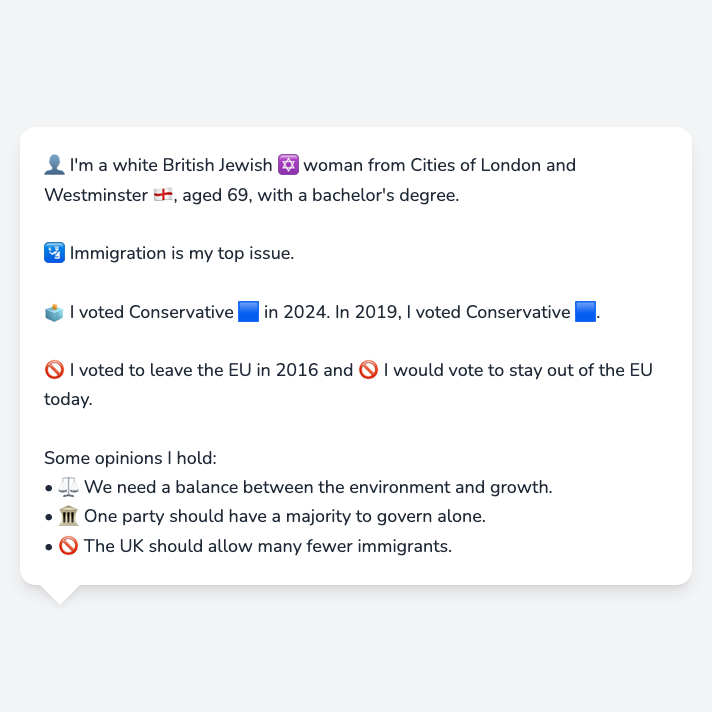 👤 I'm a white British Jewish ✡️ woman from Cities of London and
Westminster 🏴󠁧󠁢󠁥󠁮󠁧󠁿, aged 69, with a bachelor's degree.
🛂 Immigration is my top issue.
🗳️ I voted Conservative 🟦 in 2024. In 2019, I voted Conservative 🟦.
🚫 I voted to leave the EU in 2016 and 🚫 I would vote to stay out of the EU
today.
Some opinions I hold:
• ⚖️ We need a balance between the environment and growth.
• 🏛️ One party should have a majority to govern alone.
• 🚫 The UK should allow many fewer immigrants.